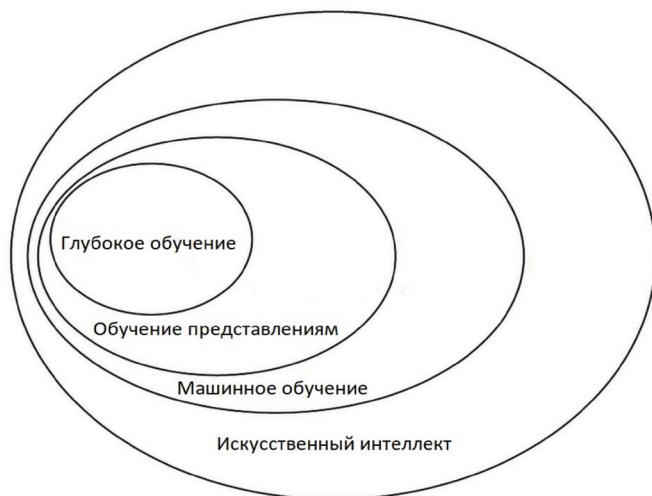 Глубокое обучение
Обучение представлениям
Машинное обучение
Искусственный интеллект